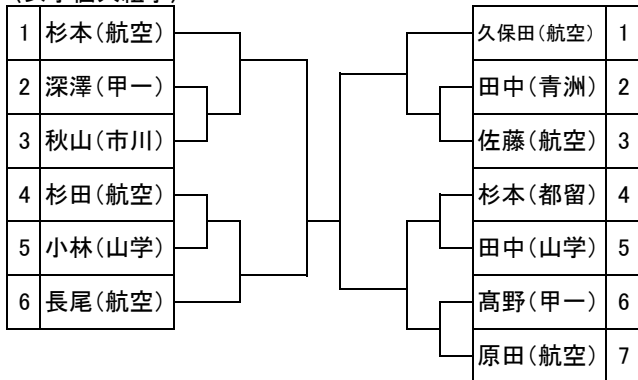 1 杉本(航空)
2 深澤(甲一)
3 秋山(市川)
4 杉田(航空)
5 小林(山学)
6 長尾(航空)
久保田(航空) 1
田中(青洲) 2
佐藤(航空) 3
杉本(都留) 4
田中(山学) 5
髙野(甲一) 6
原田(航空) 7